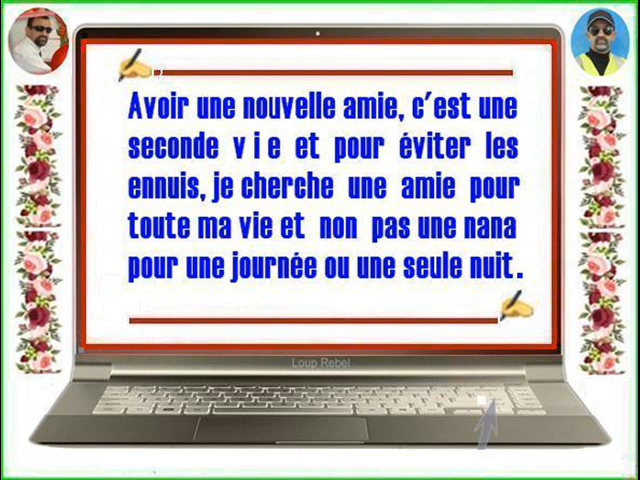 Avoir une nouvelle amie, c'est une
seconde vie et pour éviter les
ennuis, je cherche une amie pour
toute ma vie et non pas une nana
pour une journée ou une seule nuit.
Loup Rebel